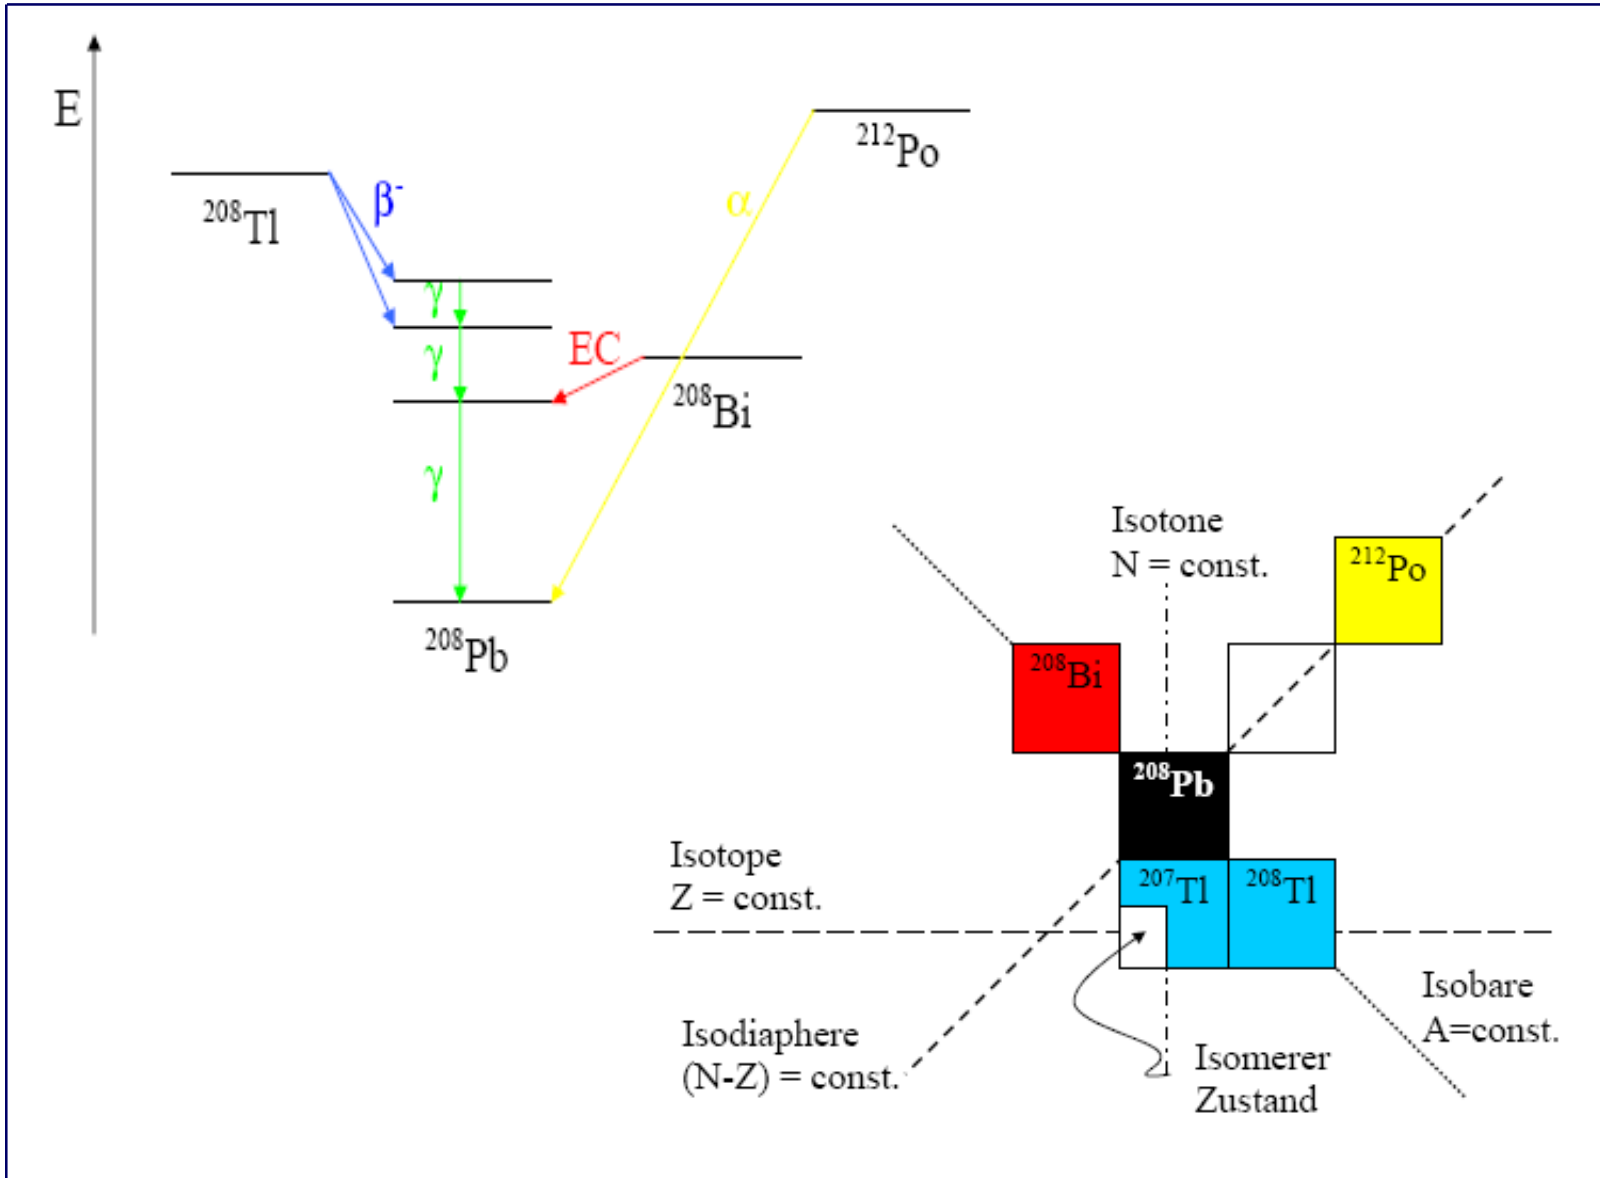 E
²¹²Po
²⁰⁸Tl
β⁻
α
γ
γ
EC
²⁰⁸Bi
γ
²⁰⁸Pb
Isotone
N = const.
²¹²Po
²⁰⁸Bi
²⁰⁸Pb
Isotope
Z = const.
²⁰⁷Tl
²⁰⁸Tl
Isobare
A=const.
Isodiaphere
(N-Z) = const.
Isomerer
Zustand